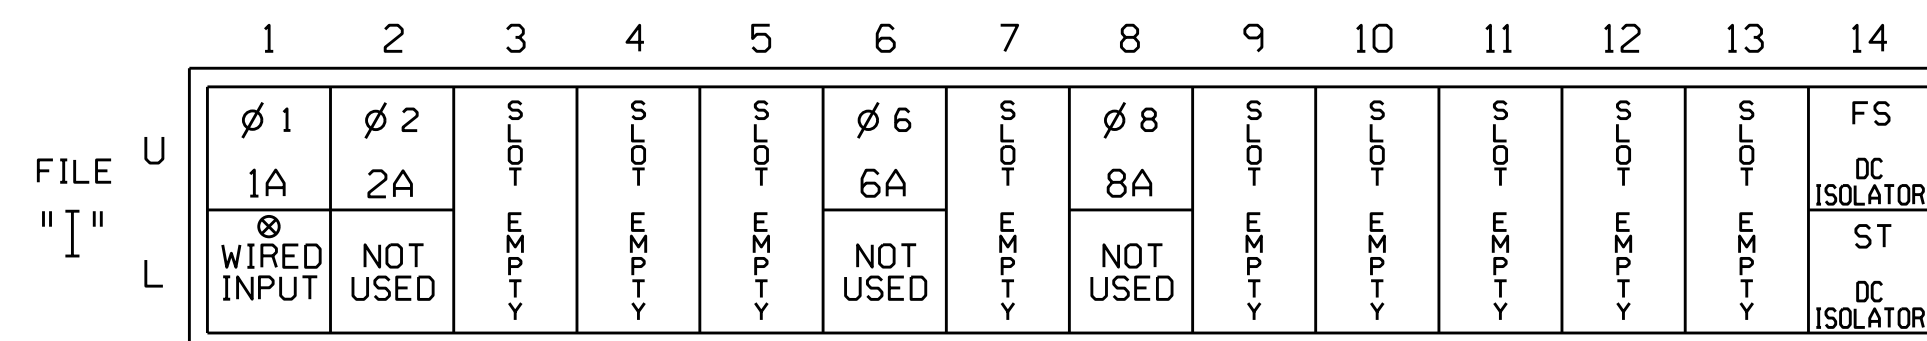 1 2 3 4 5 6 7 8 9 10 11 12 13 14
FILE
"I"
U
L
Ø 1
1A
⊗
WIRED
INPUT
Ø 2
2A
NOT
USED
SLOT EMPTY
SLOT EMPTY
SLOT EMPTY
Ø 6
6A
NOT
USED
SLOT EMPTY
Ø 8
8A
NOT
USED
SLOT EMPTY
SLOT EMPTY
SLOT EMPTY
SLOT EMPTY
SLOT EMPTY
FS
DC
ISOLATOR
ST
DC
ISOLATOR